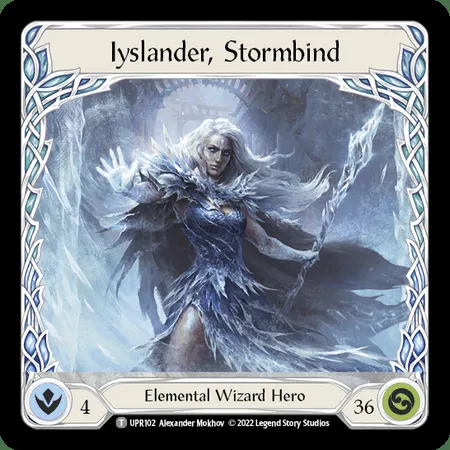 Iyslander, Stormbind
Elemental Wizard Hero
4
36
T UPR102 Alexander Mokhov © 2022 Legend Story Studios